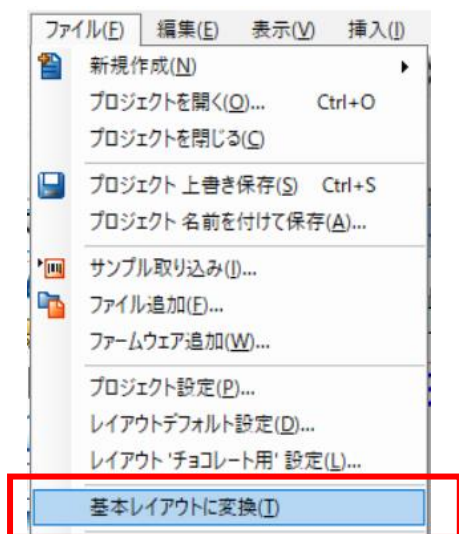 ファイル(F) 編集(E) 表示(V) 挿入(I)
新規作成(N)
プロジェクトを開く(O)... Ctrl+O
プロジェクトを閉じる(C)
プロジェクト 上書き保存(S) Ctrl+S
プロジェクト 名前を付けて保存(A)...
サンプル取り込み(I)...
ファイル追加(F)...
ファームウェア追加(W)...
プロジェクト設定(P)...
レイアウトデフォルト設定(D)...
レイアウト 'チョコレート用' 設定(L)...
基本レイアウトに変換(T)